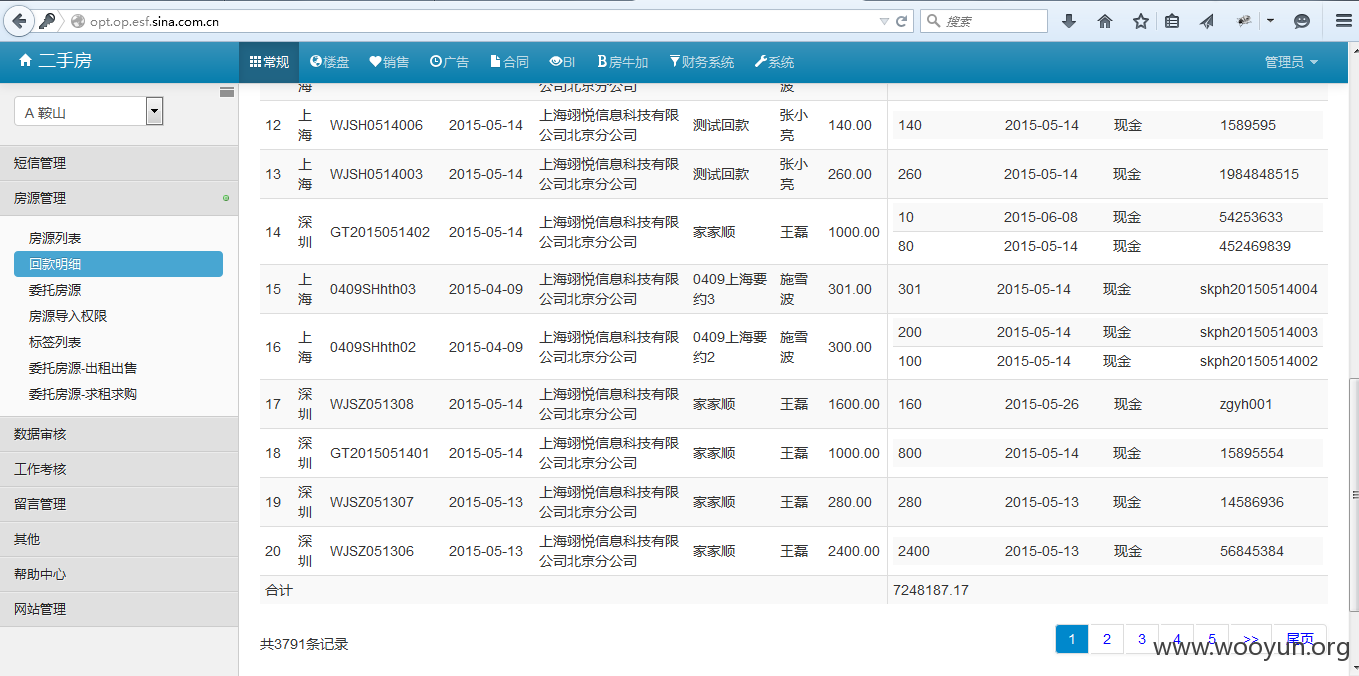 opt.op.esf.sina.com.cn
搜索
二手房
常规
楼盘
销售
广告
合同
BI
房牛加
财务系统
系统
管理员
A 鞍山
短信管理
房源管理
房源列表
回款明细
委托房源
房源导入权限
标签列表
委托房源-出租出售
委托房源-求租求购
数据审核
工作考核
留言管理
其他
帮助中心
网站管理
海 公司北京分公司 波
12 上海 WJSH0514006 2015-05-14 上海翊悦信息科技有限公司北京分公司 测试回款 张小亮 140.00 140 2015-05-14 现金 1589595
13 上海 WJSH0514003 2015-05-14 上海翊悦信息科技有限公司北京分公司 测试回款 张小亮 260.00 260 2015-05-14 现金 1984848515
14 深圳 GT2015051402 2015-05-14 上海翊悦信息科技有限公司北京分公司 家家顺 王磊 1000.00 10 2015-06-08 现金 54253633
80 2015-05-14 现金 452469839
15 上海 0409SHhth03 2015-04-09 上海翊悦信息科技有限公司北京分公司 0409上海要约3 施雪波 301.00 301 2015-05-14 现金 skph20150514004
16 上海 0409SHhth02 2015-04-09 上海翊悦信息科技有限公司北京分公司 0409上海要约2 施雪波 300.00 200 2015-05-14 现金 skph20150514003
100 2015-05-14 现金 skph20150514002
17 深圳 WJSZ051308 2015-05-14 上海翊悦信息科技有限公司北京分公司 家家顺 王磊 1600.00 160 2015-05-26 现金 zgyh001
18 深圳 GT2015051401 2015-05-14 上海翊悦信息科技有限公司北京分公司 家家顺 王磊 1000.00 800 2015-05-14 现金 15895554
19 深圳 WJSZ051307 2015-05-13 上海翊悦信息科技有限公司北京分公司 家家顺 王磊 280.00 280 2015-05-13 现金 14586936
20 深圳 WJSZ051306 2015-05-13 上海翊悦信息科技有限公司北京分公司 家家顺 王磊 2400.00 2400 2015-05-13 现金 56845384
合计 7248187.17
共3791条记录
1 2 3 4 5 >> 尾页
www.wooyun.org